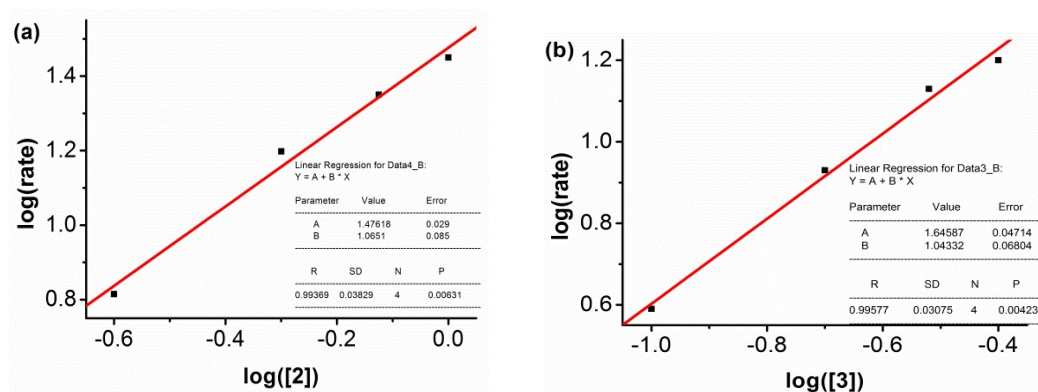 (a)
log(rate)
1.4
1.2
1.0
0.8
Linear Regression for Data4_B:
Y = A + B * X
Parameter Value Error
A 1.47618 0.029
B 1.0651 0.085
R SD N P
0.99369 0.03829 4 0.00631
-0.6 -0.4 -0.2 0.0
log([2])
(b)
log(rate)
1.2
1.0
0.8
0.6
Linear Regression for Data3_B:
Y = A + B * X
Parameter Value Error
A 1.64587 0.04714
B 1.04332 0.06804
R SD N P
0.99577 0.03075 4 0.00423
-1.0 -0.8 -0.6 -0.4
log([3])